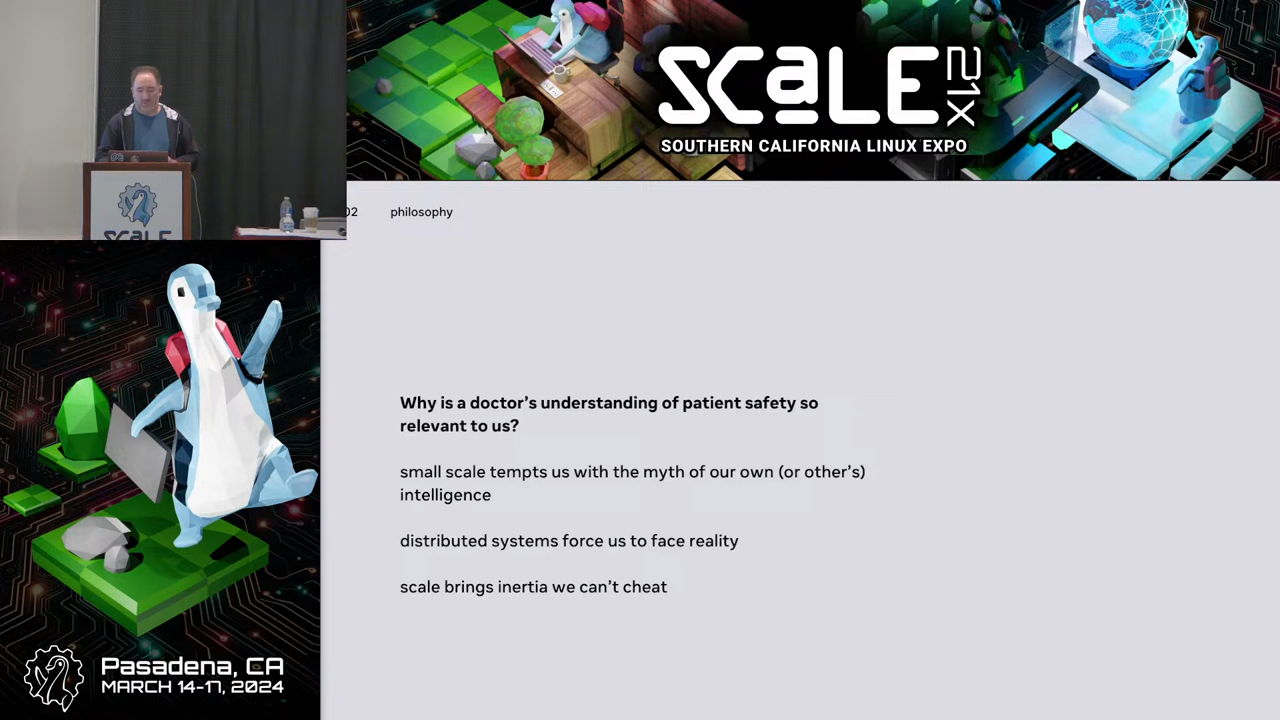 SCALE 21X
SOUTHERN CALIFORNIA LINUX EXPO
SCALE
02 philosophy
Why is a doctor’s understanding of patient safety so
relevant to us?
small scale tempts us with the myth of our own (or other’s)
intelligence
distributed systems force us to face reality
scale brings inertia we can’t cheat
Pasadena, CA
MARCH 14-17, 2024